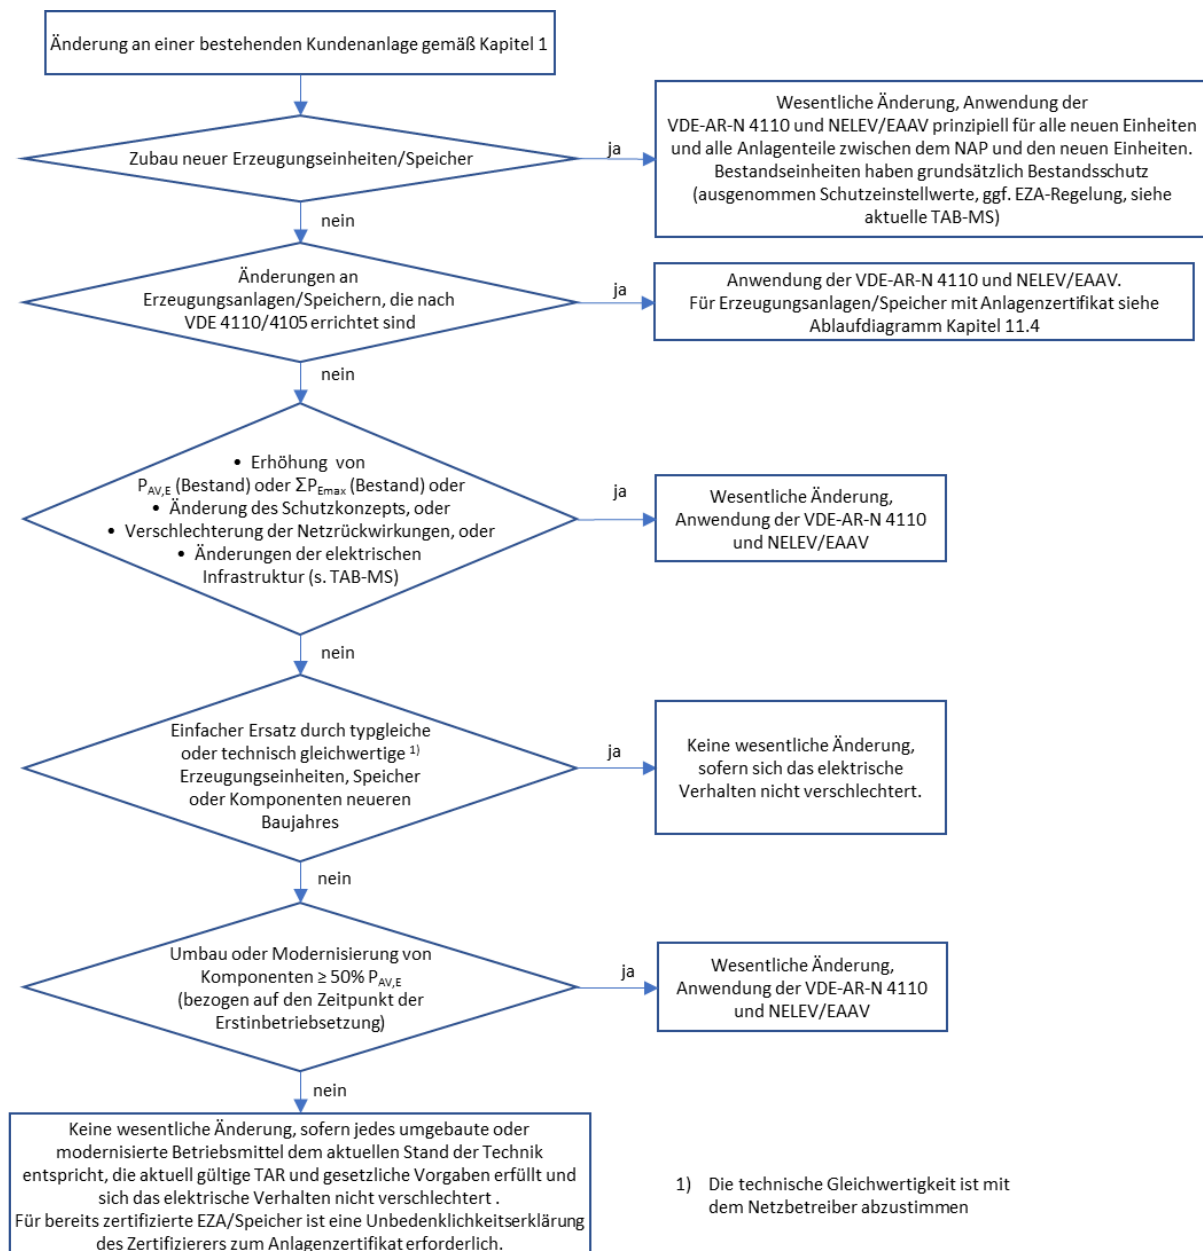 Änderung an einer bestehenden Kundenanlage gemäß Kapitel 1
Zubau neuer Erzeugungseinheiten/Speicher
ja
Wesentliche Änderung, Anwendung der
VDE-AR-N 4110 und NELEV/EAAV prinzipiell für alle neuen Einheiten
und alle Anlagenteile zwischen dem NAP und den neuen Einheiten.
Bestandseinheiten haben grundsätzlich Bestandsschutz
(ausgenommen Schutzeinstellwerte, ggf. EZA-Regelung, siehe
aktuelle TAB-MS)
nein
Änderungen an
Erzeugungsanlagen/Speichern, die nach
VDE 4110/4105 errichtet sind
ja
Anwendung der VDE-AR-N 4110 und NELEV/EAAV.
Für Erzeugungsanlagen/Speicher mit Anlagenzertifikat siehe
Ablaufdiagramm Kapitel 11.4
nein
• Erhöhung von
P_AV,E (Bestand) oder ΣP_Emax (Bestand) oder
• Änderung des Schutzkonzepts, oder
• Verschlechterung der Netzrückwirkungen, oder
• Änderungen der elektrischen
Infrastruktur (s. TAB-MS)
ja
Wesentliche Änderung,
Anwendung der VDE-AR-N 4110
und NELEV/EAAV
nein
Einfacher Ersatz durch typgleiche
oder technisch gleichwertige 1)
Erzeugungseinheiten, Speicher
oder Komponenten neueren
Baujahres
ja
Keine wesentliche Änderung,
sofern sich das elektrische
Verhalten nicht verschlechtert.
nein
Umbau oder Modernisierung von
Komponenten ≥ 50% P_AV,E
(bezogen auf den Zeitpunkt der
Erstinbetriebsetzung)
ja
Wesentliche Änderung,
Anwendung der VDE-AR-N 4110
und NELEV/EAAV
nein
Keine wesentliche Änderung, sofern jedes umgebaute oder
modernisierte Betriebsmittel dem aktuellen Stand der Technik
entspricht, die aktuell gültige TAR und gesetzliche Vorgaben erfüllt und
sich das elektrische Verhalten nicht verschlechtert .
Für bereits zertifizierte EZA/Speicher ist eine Unbedenklichkeitserklärung
des Zertifizierers zum Anlagenzertifikat erforderlich.
1) Die technische Gleichwertigkeit ist mit
dem Netzbetreiber abzustimmen